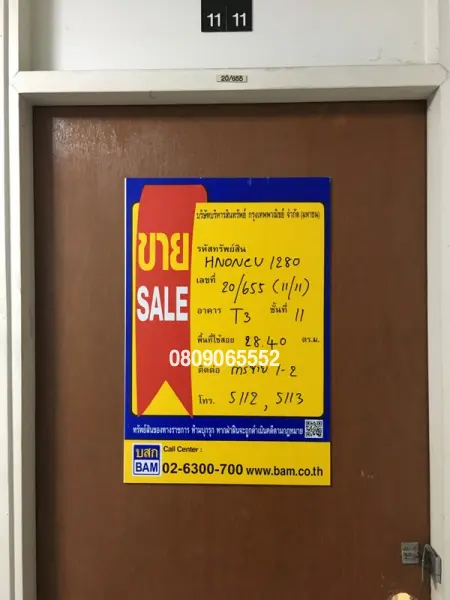 11 11
20/655
บริษัทบริหารสินทรัพย์ กรุงเทพพาณิชย์ จำกัด (มหาชน)
ขาย
SALE
รหัสทรัพย์สิน
HNONCU 1280
เลขที่ 20/655 (11/11)
อาคาร T3 ชั้นที่ 11
พื้นที่ใช้สอย 28.40 ตร.ม.
0809065552
ติดต่อ การขาย 1-2
โทร. 5112, 5113
ทรัพย์สินของทางราชการ ห้ามบุกรุก หากฝ่าฝืนจะถูกดำเนินคดีตามกฎหมาย
บสก
BAM
Call Center :
02-6300-700 www.bam.co.th